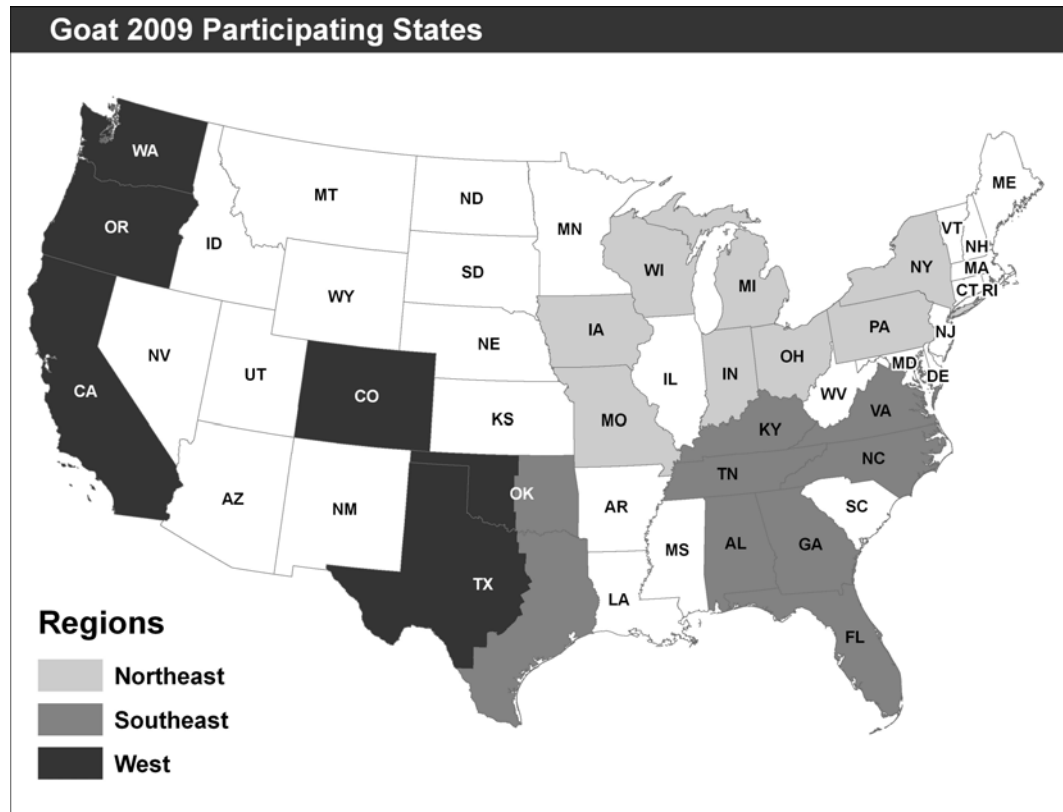 Goat 2009 Participating States
WA
MT
ND
MN
ME
OR
ID
SD
WI
VT
NH
NY
MA
WY
MI
CT RI
IA
PA
NE
NJ
NV
OH
UT
IL
IN
MD
DE
CA
CO
WV
KS
MO
VA
KY
NC
TN
OK
AZ
NM
AR
SC
MS
AL
GA
TX
LA
FL
Regions
Northeast
Southeast
West